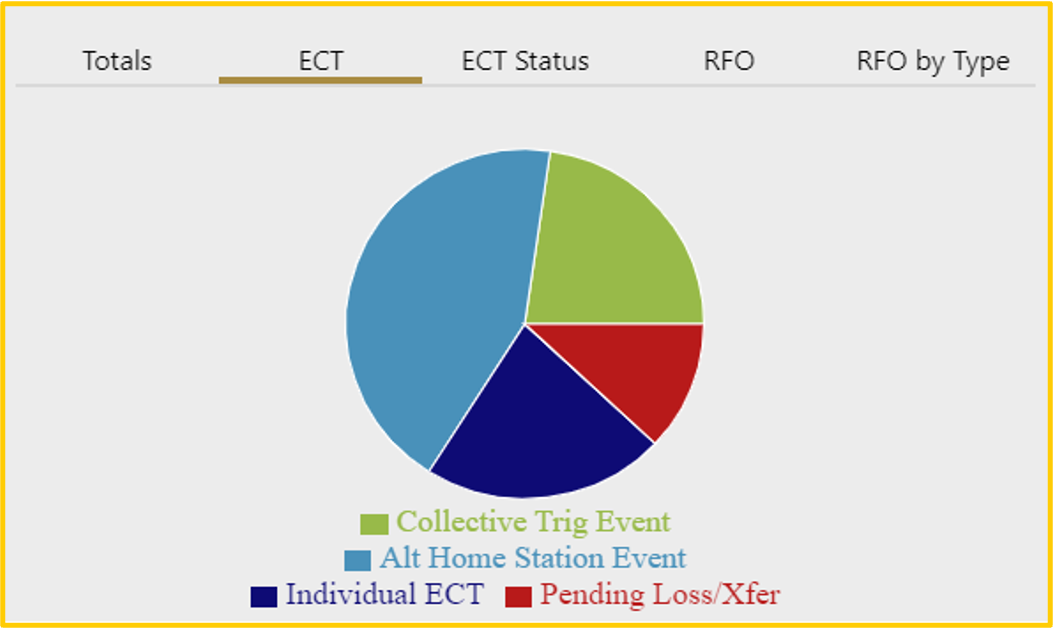 Totals ECT ECT Status RFO RFO by Type
Collective Trig Event
Alt Home Station Event
Individual ECT Pending Loss/Xfer